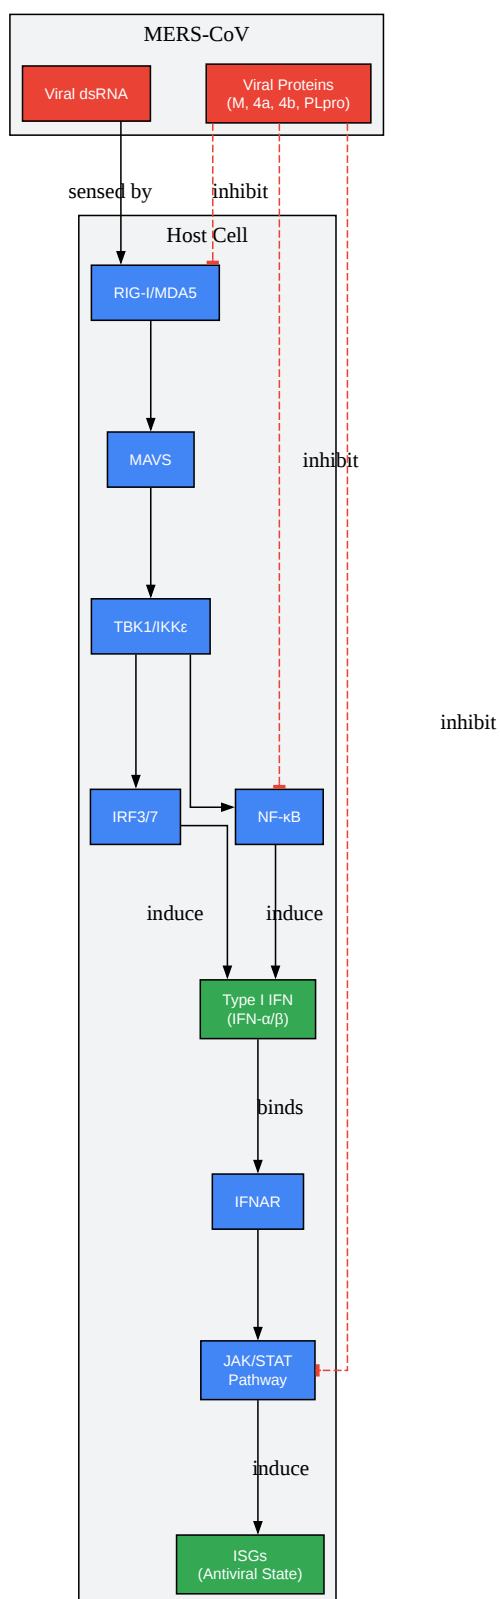 MERS-CoV
Viral dsRNA
Viral Proteins
(M, 4a, 4b, PLpro)
sensed by
inhibit
Host Cell
RIG-I/MDA5
MAVS
inhibit
TBK1/IKKε
inhibit
IRF3/7
NF-κB
induce
induce
Type I IFN
(IFN-α/β)
binds
IFNAR
JAK/STAT
Pathway
induce
ISGs
(Antiviral State)